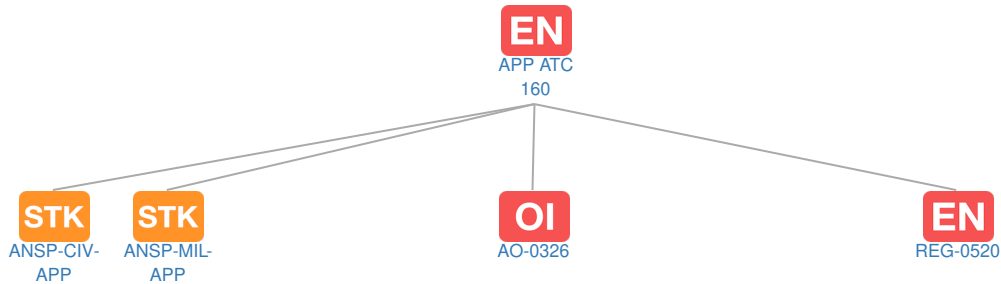 EN
APP ATC
160
STK
ANSP-CIV-
APP
STK
ANSP-MIL-
APP
OI
AO-0326
EN
REG-0520